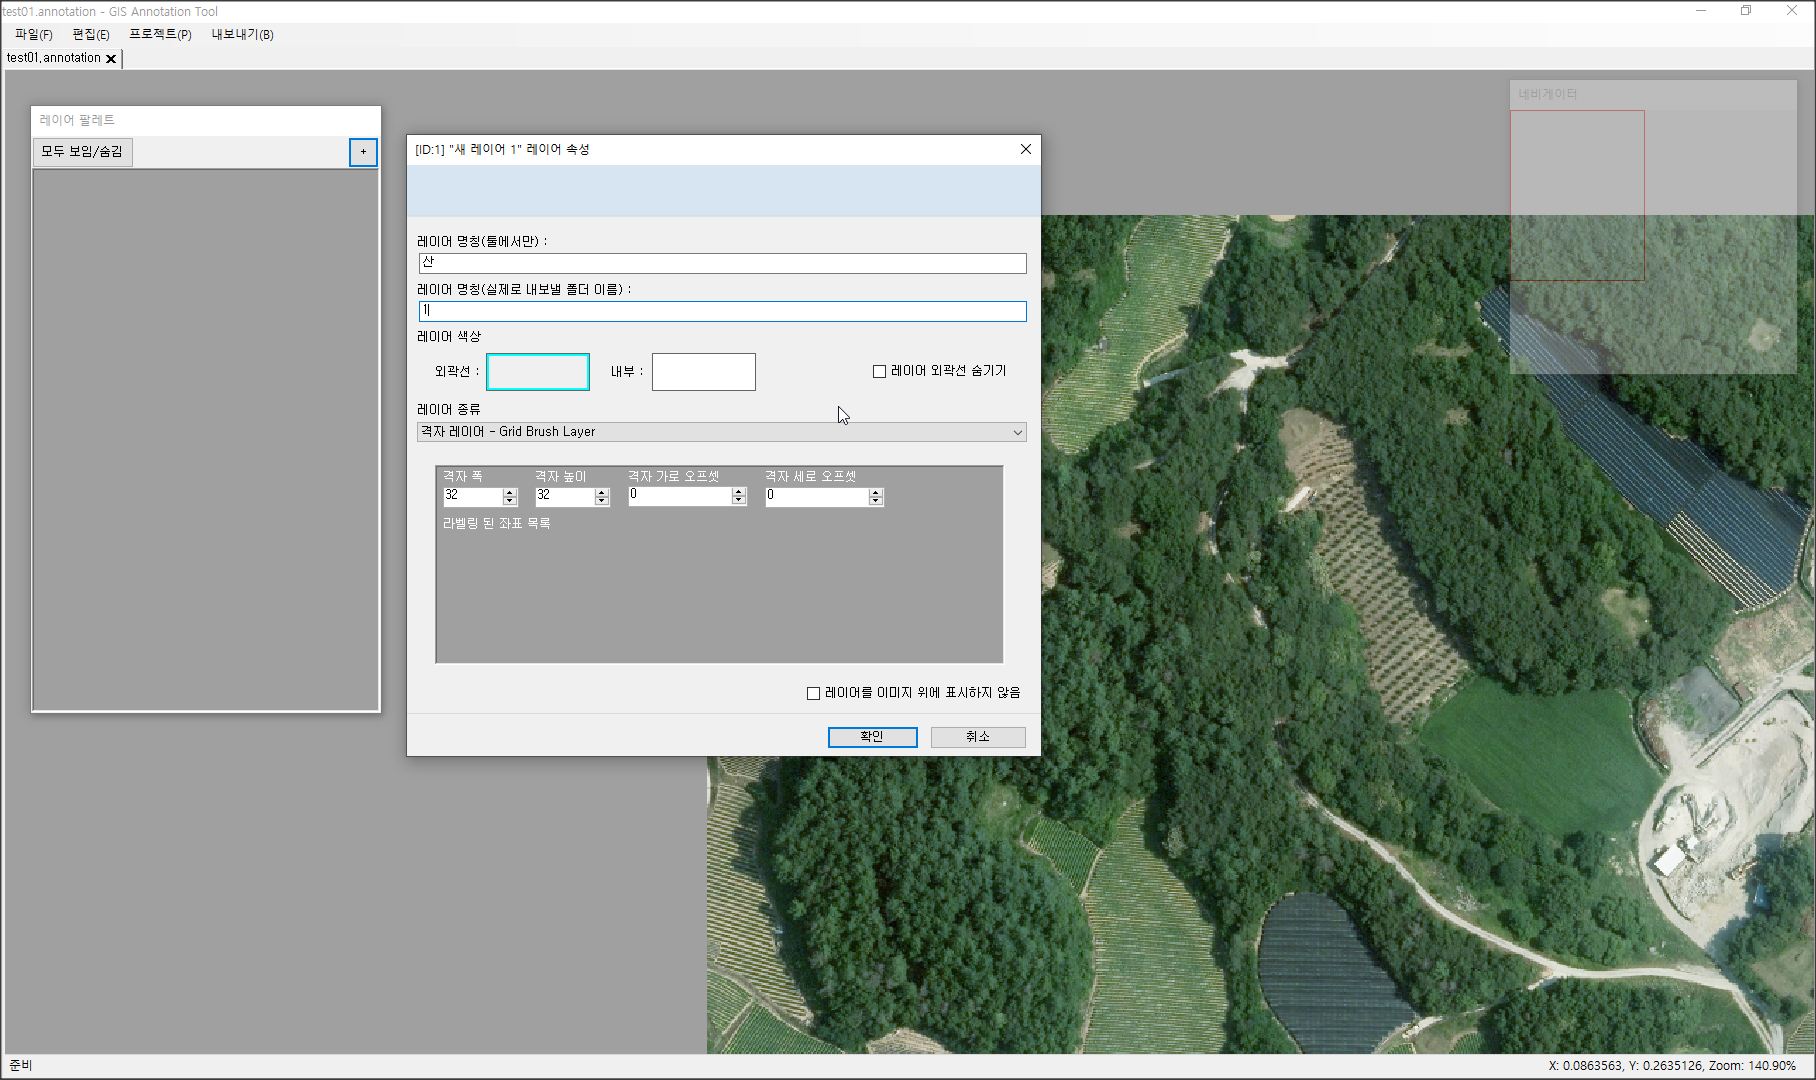 test01.annotation - GIS Annotation Tool
파일(F) 편집(E) 프로젝트(P) 내보내기(B)
test01.annotation
네비게이터
레이어 팔레트
모두 보임/숨김 +
[ID:1] "새 레이어 1" 레이어 속성
레이어 명칭(툴에서만) :
산
레이어 명칭(실제로 내보낼 폴더 이름) :
1
레이어 색상
외곽선 : 내부 : 레이어 외곽선 숨기기
레이어 종류
격자 레이어 - Grid Brush Layer
격자 폭 격자 높이 격자 가로 오프셋 격자 세로 오프셋
32 32 0 0
라벨링 된 좌표 목록
레이어를 이미지 위에 표시하지 않음
확인 취소
준비 X: 0.0863563, Y: 0.2635126, Zoom: 140.90%